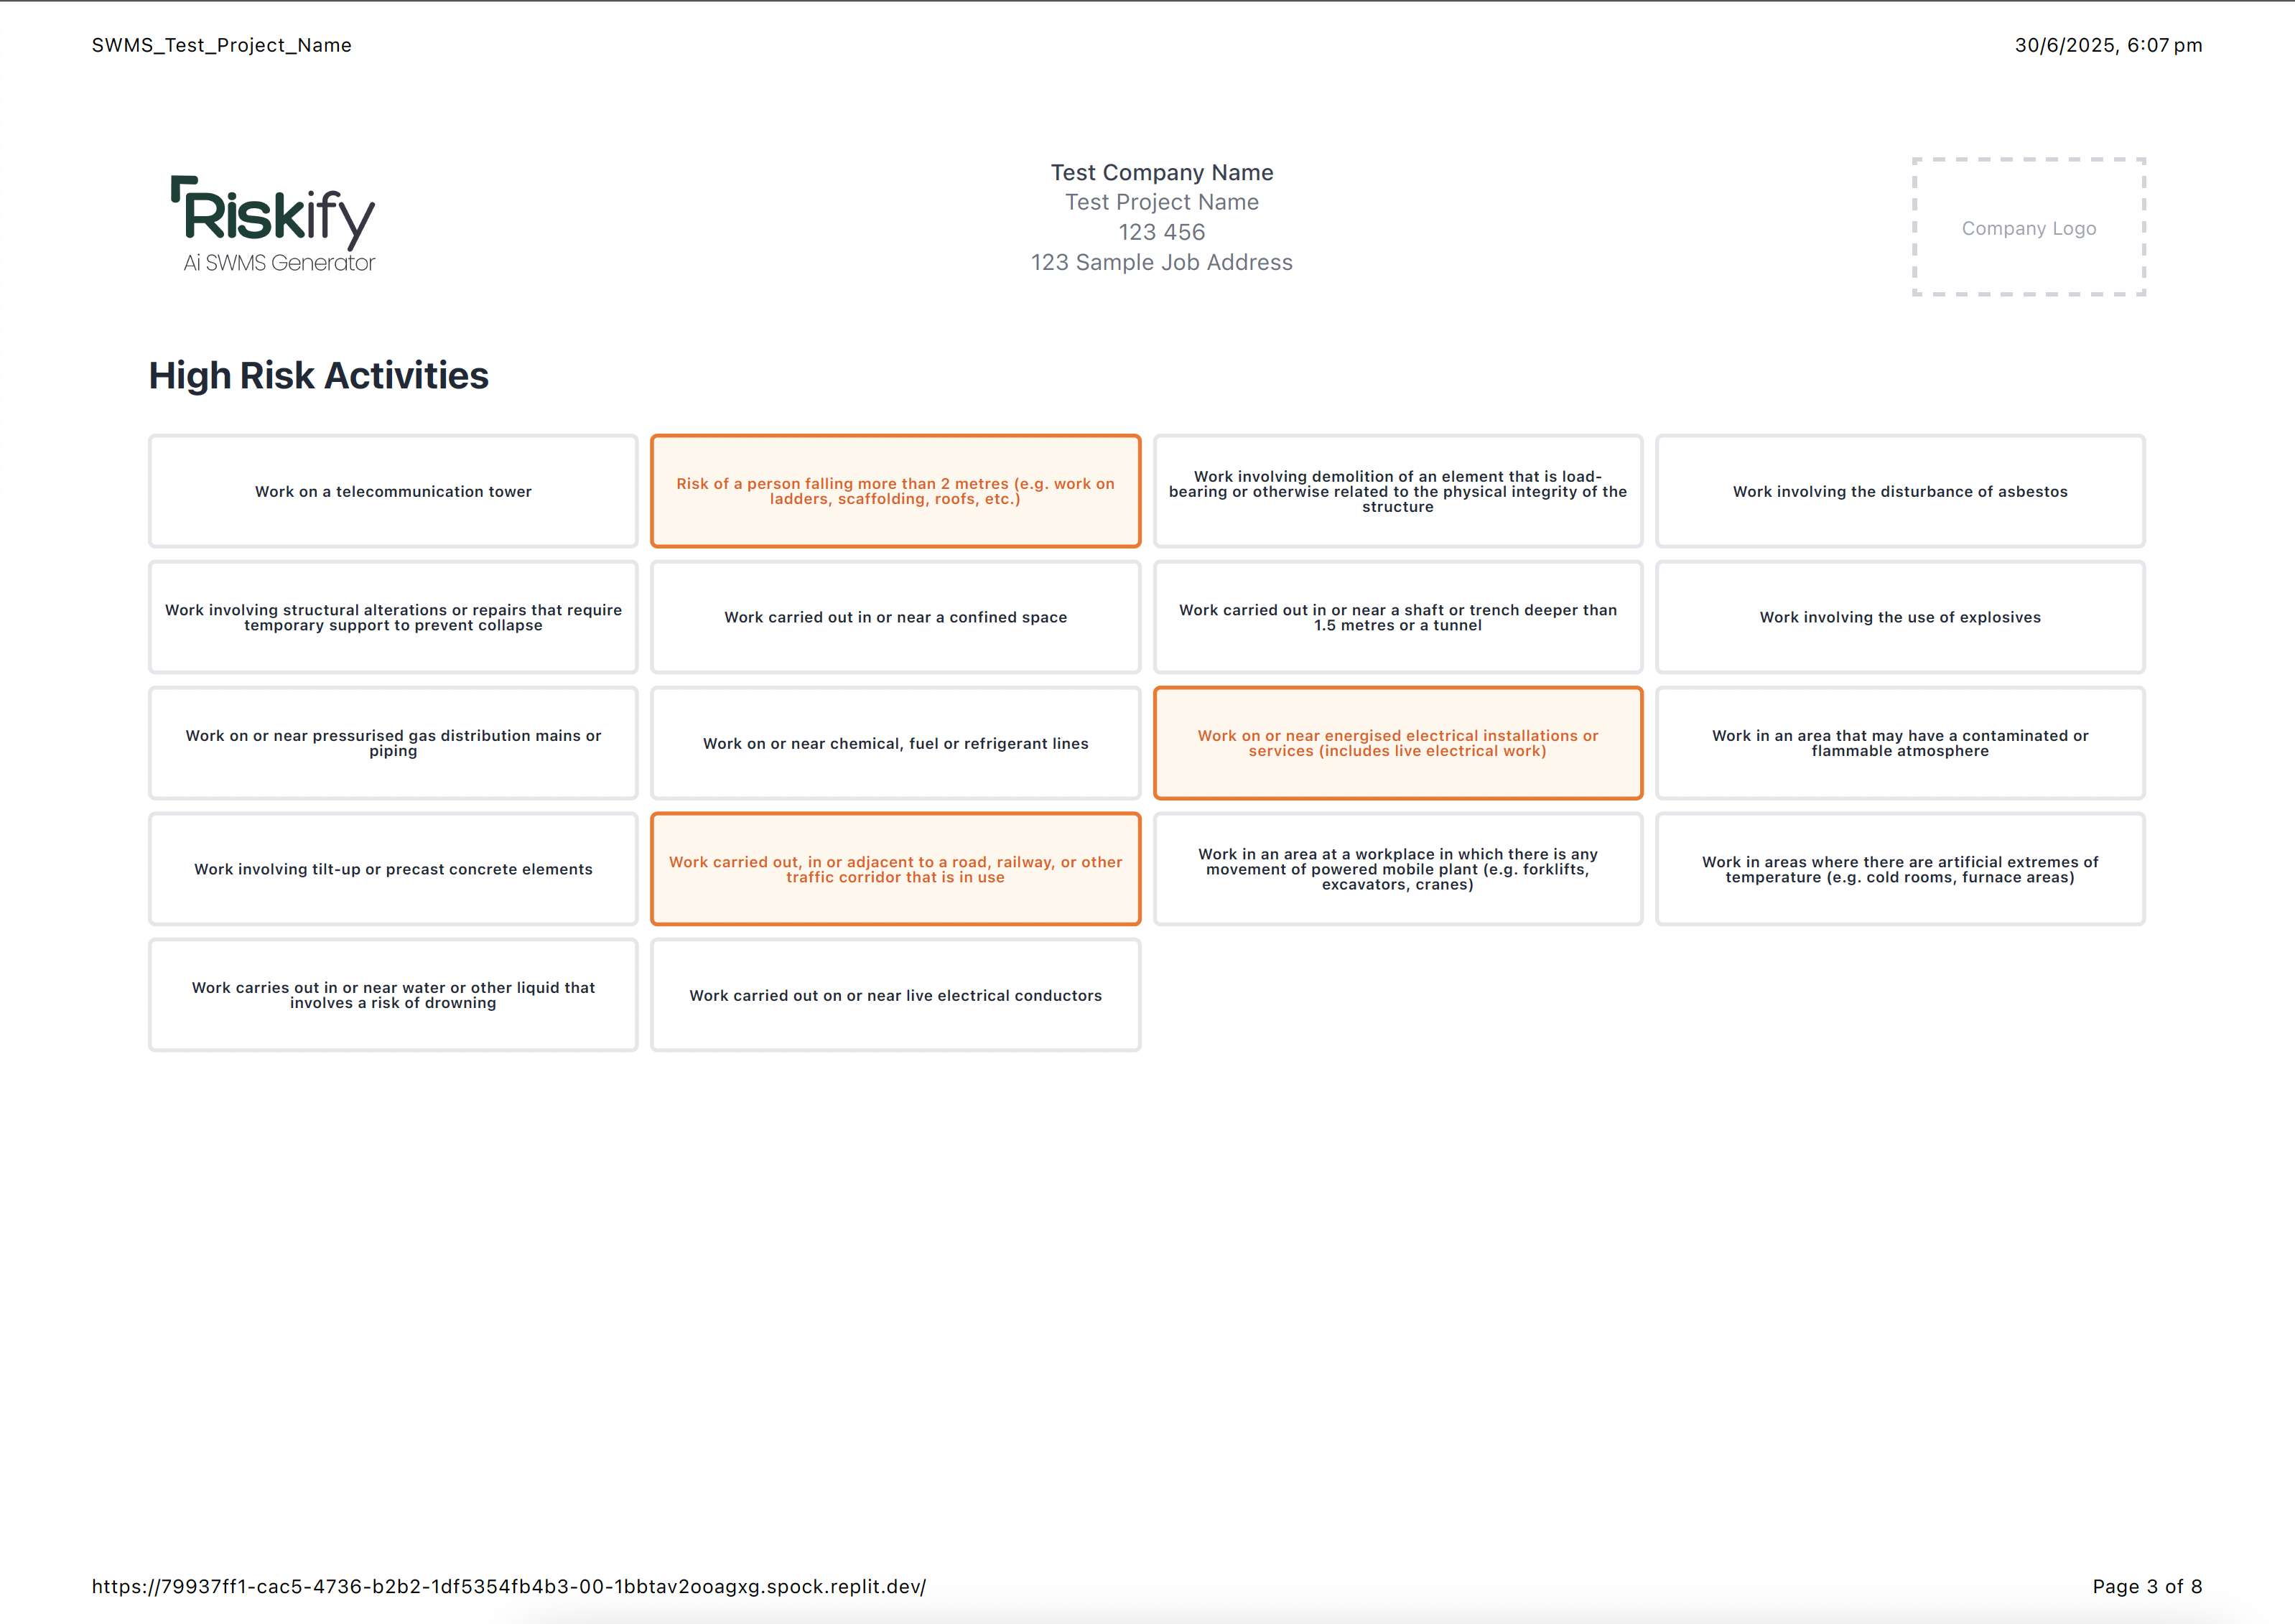 SWMS_Test_Project_Name
30/6/2025, 6:07 pm
Riskify
Ai SWMS Generator
Test Company Name
Test Project Name
123 456
123 Sample Job Address
Company Logo
High Risk Activities
Work on a telecommunication tower
Risk of a person falling more than 2 metres (e.g. work on
ladders, scaffolding, roofs, etc.)
Work involving demolition of an element that is load-
bearing or otherwise related to the physical integrity of the
structure
Work involving the disturbance of asbestos
Work involving structural alterations or repairs that require
temporary support to prevent collapse
Work carried out in or near a confined space
Work carried out in or near a shaft or trench deeper than
1.5 metres or a tunnel
Work involving the use of explosives
Work on or near pressurised gas distribution mains or
piping
Work on or near chemical, fuel or refrigerant lines
Work on or near energised electrical installations or
services (includes live electrical work)
Work in an area that may have a contaminated or
flammable atmosphere
Work involving tilt-up or precast concrete elements
Work carried out, in or adjacent to a road, railway, or other
traffic corridor that is in use
Work in an area at a workplace in which there is any
movement of powered mobile plant (e.g. forklifts,
excavators, cranes)
Work in areas where there are artificial extremes of
temperature (e.g. cold rooms, furnace areas)
Work carries out in or near water or other liquid that
involves a risk of drowning
Work carried out on or near live electrical conductors
https://79937ff1-cac5-4736-b2b2-1df5354fb4b3-00-1bbtav2ooagxg.spock.replit.dev/
Page 3 of 8